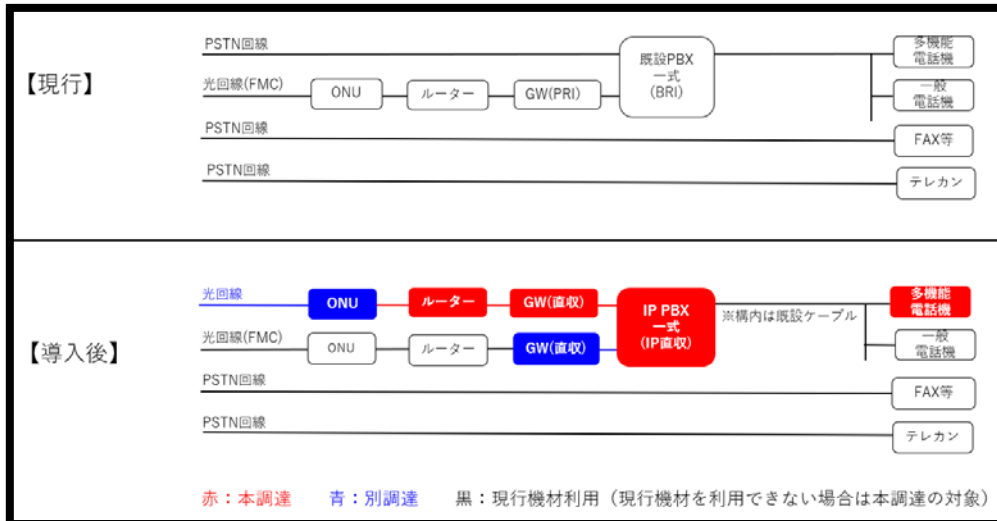 【現行】
PSTN回線
光回線(FMC)
ONU
ルーター
GW(PRI)
既設PBX
一式
(BRI)
多機能
電話機
一般
電話機
PSTN回線
FAX等
PSTN回線
テレカン
【導入後】
光回線
ONU
ルーター
GW(直収)
IP PBX
一式
(IP直収)
※構内は既設ケーブル
多機能
電話機
光回線(FMC)
ONU
ルーター
GW(直収)
一般
電話機
PSTN回線
FAX等
PSTN回線
テレカン
赤：本調達　青：別調達　黒：現行機材利用（現行機材を利用できない場合は本調達の対象）